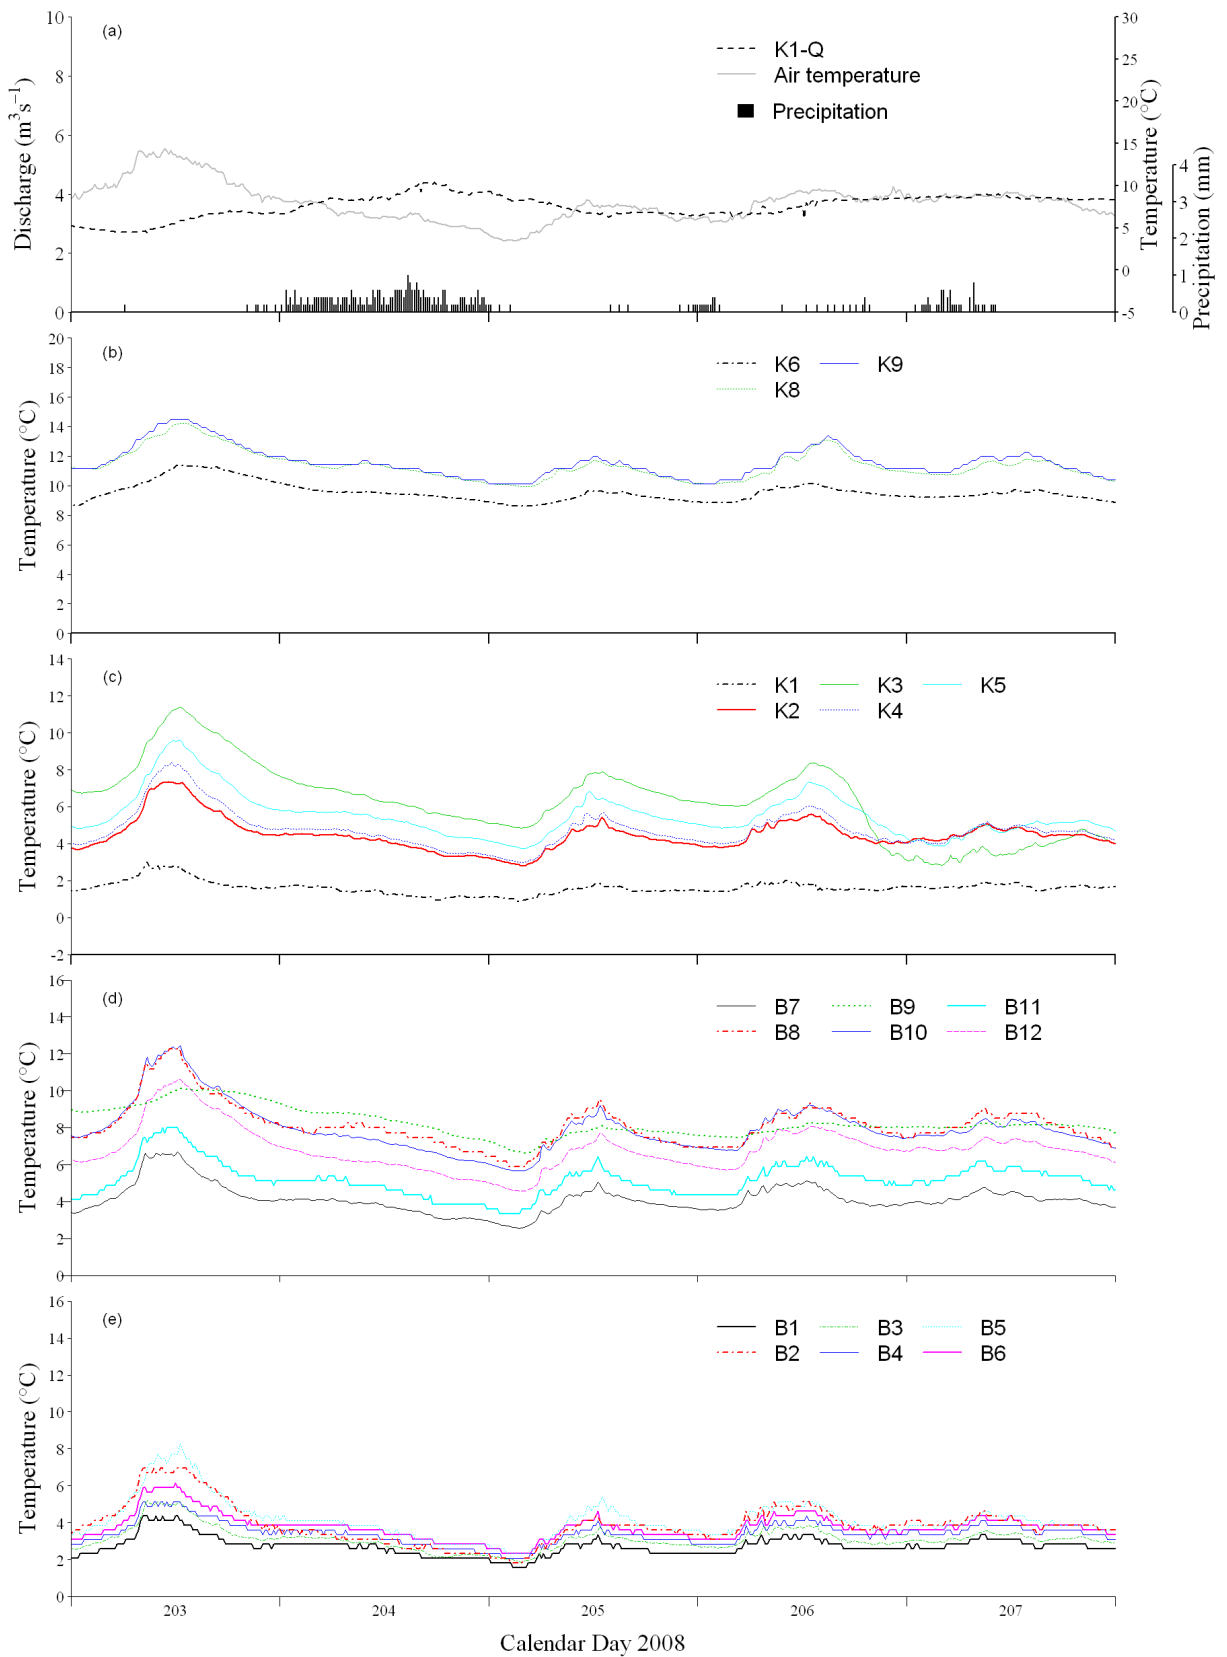 (a)
10
8
6
4
2
0
Discharge (m³s⁻¹)
K1-Q
Air temperature
Precipitation
30
25
20
15
10
5
0
-5
Temperature (°C)
4
3
2
1
0
Precipitation (mm)
(b)
20
18
16
14
12
10
8
6
4
2
0
Temperature (°C)
K6 K9
K8
(c)
14
12
10
8
6
4
2
0
-2
Temperature (°C)
K1 K3 K5
K2 K4
(d)
16
14
12
10
8
6
4
2
0
Temperature (°C)
B7 B9 B11
B8 B10 B12
(e)
16
14
12
10
8
6
4
2
0
Temperature (°C)
B1 B3 B5
B2 B4 B6
203 204 205 206 207
Calendar Day 2008